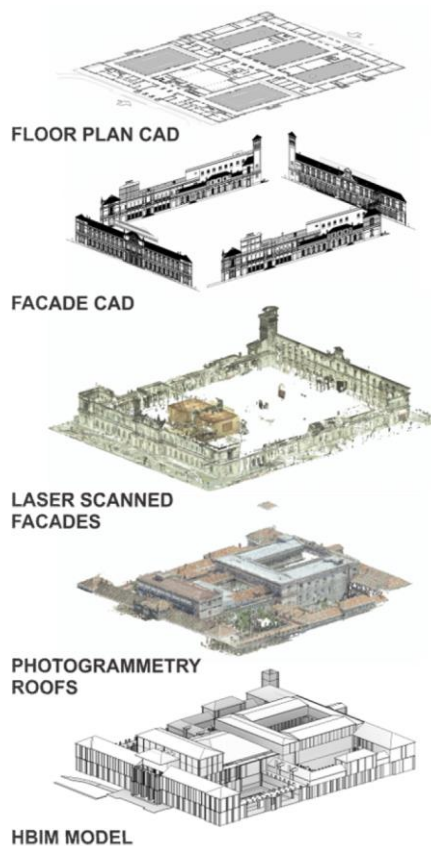 FLOOR PLAN CAD
FACADE CAD
LASER SCANNED
FACADES
PHOTOGRAMMETRY
ROOFS
HBIM MODEL